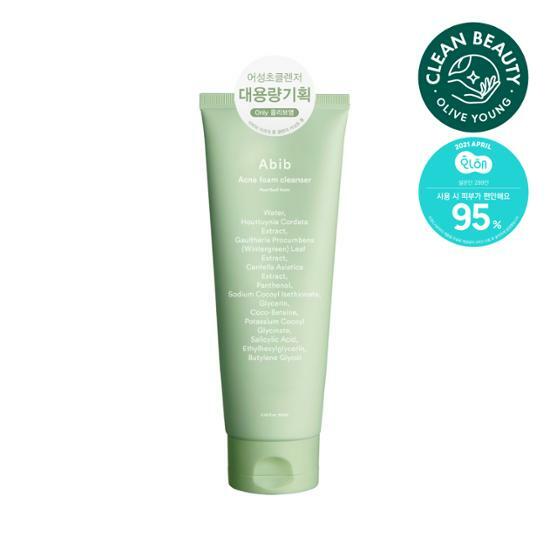 어성초클렌저
대용량기획
Only 올리브영
Abib
Acne foam cleanser
Heartleaf foam
Water,
Houttuynia Cordata
Extract,
Gaultheria Procumbens
(Wintergreen) Leaf
Extract,
Centella Asiatica
Extract,
Panthenol,
Sodium Cocoyl Isethionate,
Glycerin,
Coco-Betaine,
Potassium Cocoyl
Glycinate,
Salicylic Acid,
Ethylhexylglycerin,
Butylene Glycol
CLEAN BEAUTY
OLIVE YOUNG
2021 APRIL
사용 시 피부가 편안해요
95%